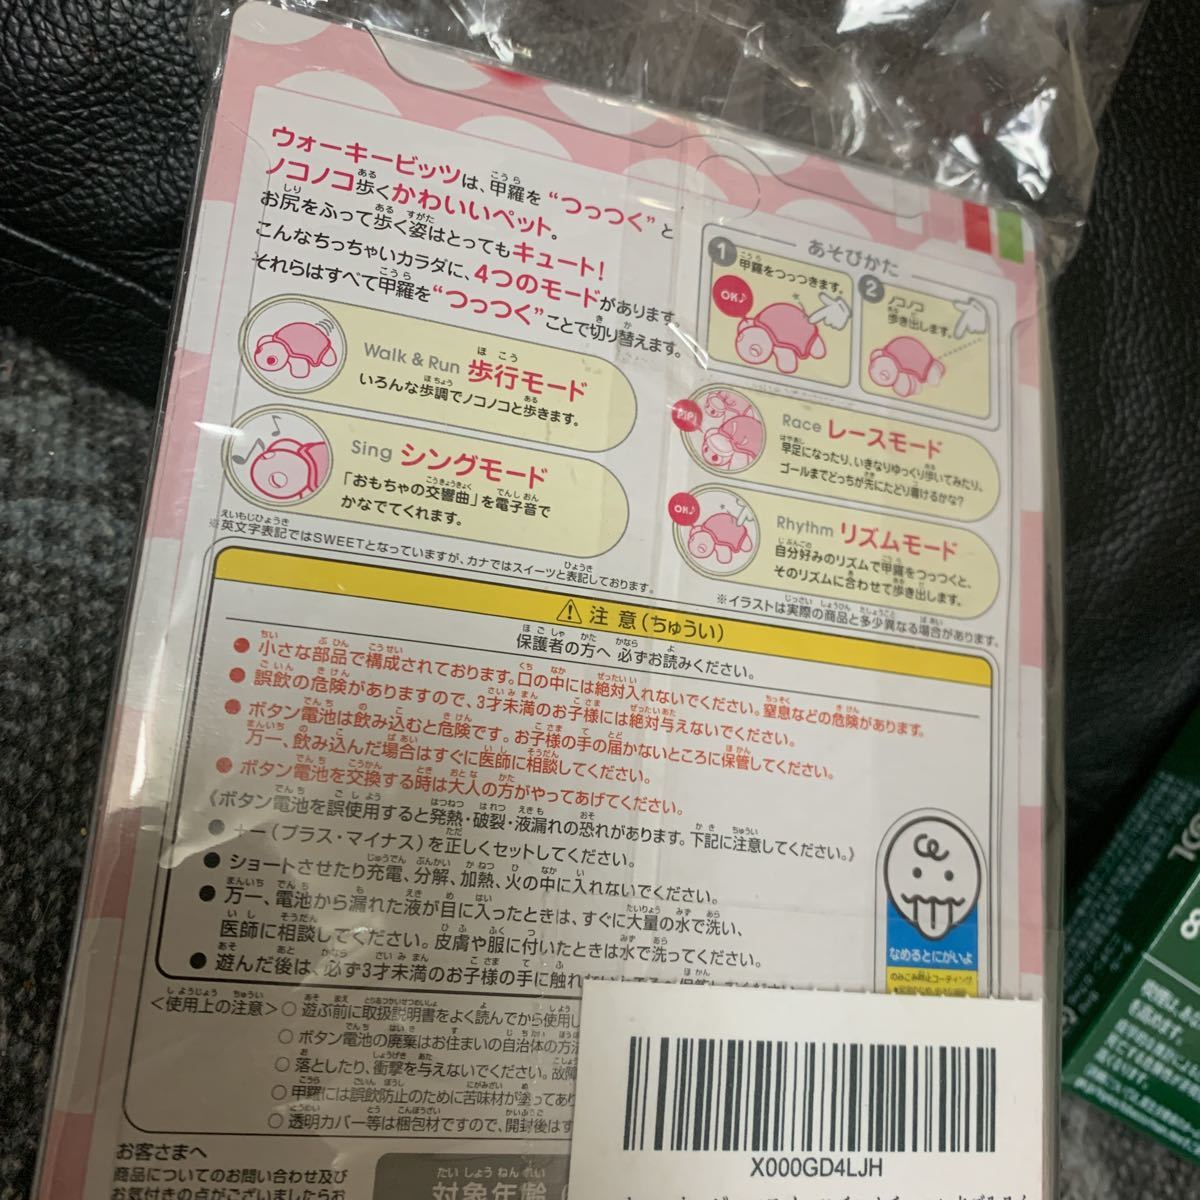 ウォーキービッツは、甲羅を“つっつく”と
ノコノコ歩くかわいいペット。
お尻をふって歩く姿はとってもキュート!
こんなちっちゃいカラダに、4つのモードがあります。
それらはすべて甲羅を“つっつく”ことで切り替えます。
Walk & Run 歩行モード
いろんな歩調でノコノコと歩きます。
Sing シングモード
「おもちゃの交響曲」を電子音で
かなでてくれます。
※英文字表記ではSWEETとなっていますが、カナではスイーツと表記しております。
あそびかた
1 甲羅をつっつきます。
OK♪
2 ノコノコ
歩き出します。
PiPi
Race レースモード
早足になったり、いきなりゆっくり歩いてみたり、
ゴールまでどっちが先にたどり着けるかな?
OK♪
Rhythm リズムモード
自分好みのリズムで甲羅をつっつくと、
そのリズムに合わせて歩き出します。
※イラストは実際の商品と多少異なる場合があります。
⚠注意(ちゅうい)
保護者の方へ 必ずお読みください。
● 小さな部品で構成されております。口の中には絶対入れないでください。窒息などの危険があります。
● 誤飲の危険がありますので、3才未満のお子様には絶対与えないでください。
● ボタン電池は飲み込むと危険です。お子様の手の届かないところに保管してください。
万一、飲み込んだ場合はすぐに医師に相談してください。
● ボタン電池を交換する時は大人の方がやってあげてください。
《ボタン電池を誤使用すると発熱・破裂・液漏れの恐れがあります。下記に注意してください。》
● +−(プラス・マイナス)を正しくセットしてください。
● ショートさせたり充電、分解、加熱、火の中に入れないでください。
● 万一、電池から漏れた液が目に入ったときは、すぐに大量の水で洗い、
医師に相談してください。皮膚や服に付いたときは水で洗ってください。
● 遊んだ後は、必ず3才未満のお子様の手に触れ
なめるとにがいよ
のみこみ防止コーティング
<使用上の注意>○ 遊ぶ前に取扱説明書をよく読んでから使用し
○ ボタン電池の廃棄はお住まいの自治体の方法
○ 落としたり、衝撃を与えないでください。故障
○ 甲羅には誤飲防止のために苦味材が塗ってあり
○ 透明カバー等は梱包材ですので、開封後はす
お客さまへ
商品についてのお問い合わせ及び
お気付きの点がございましたらお
対象年齢
X000GD4LJH